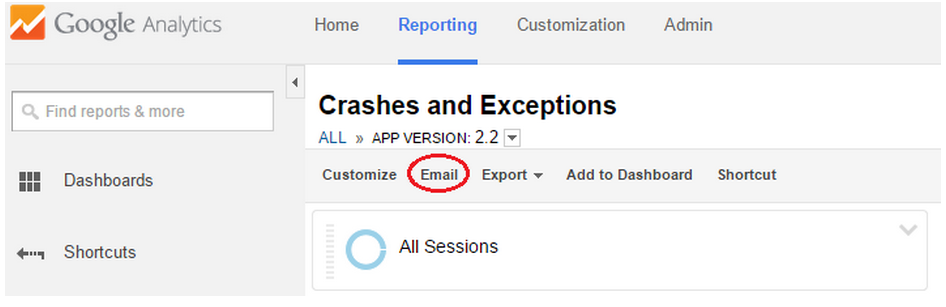 Google Analytics
Home Reporting Customization Admin
Find reports & more
Dashboards
Shortcuts
Crashes and Exceptions
ALL » APP VERSION: 2.2
Customize Email Export Add to Dashboard Shortcut
All Sessions